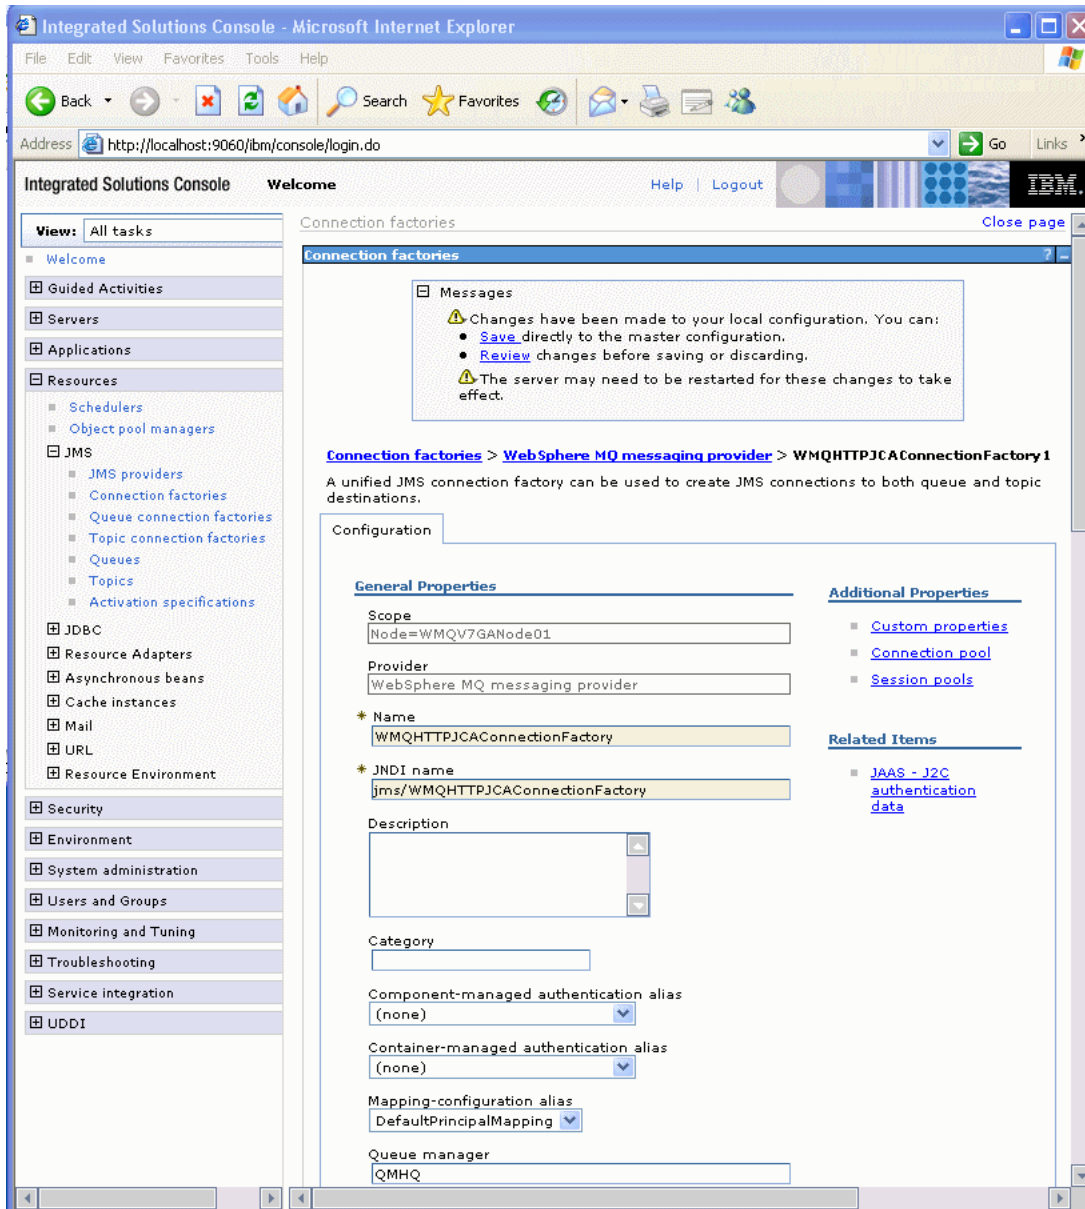 Integrated Solutions Console - Microsoft Internet Explorer
File Edit View Favorites Tools Help
Back Search Favorites
Address http://localhost:9060/ibm/console/login.do Go Links
Integrated Solutions Console Welcome Help | Logout IBM.
View: All tasks
Welcome
Guided Activities
Servers
Applications
Resources
Schedulers
Object pool managers
JMS
JMS providers
Connection factories
Queue connection factories
Topic connection factories
Queues
Topics
Activation specifications
JDBC
Resource Adapters
Asynchronous beans
Cache instances
Mail
URL
Resource Environment
Security
Environment
System administration
Users and Groups
Monitoring and Tuning
Troubleshooting
Service integration
UDDI
Connection factories Close page
Connection factories ? -
Messages
Changes have been made to your local configuration. You can:
Save directly to the master configuration.
Review changes before saving or discarding.
The server may need to be restarted for these changes to take
effect.
Connection factories > WebSphere MQ messaging provider > WMQHTTPJCAConnectionFactory1
A unified JMS connection factory can be used to create JMS connections to both queue and topic
destinations.
Configuration
General Properties
Scope
Node=WMQV7GANode01
Provider
WebSphere MQ messaging provider
* Name
WMQHTTPJCAConnectionFactory
* JNDI name
jms/WMQHTTPJCAConnectionFactory
Description
Category
Component-managed authentication alias
(none)
Container-managed authentication alias
(none)
Mapping-configuration alias
DefaultPrincipalMapping
Queue manager
QMHQ
Additional Properties
Custom properties
Connection pool
Session pools
Related Items
JAAS - J2C
authentication
data